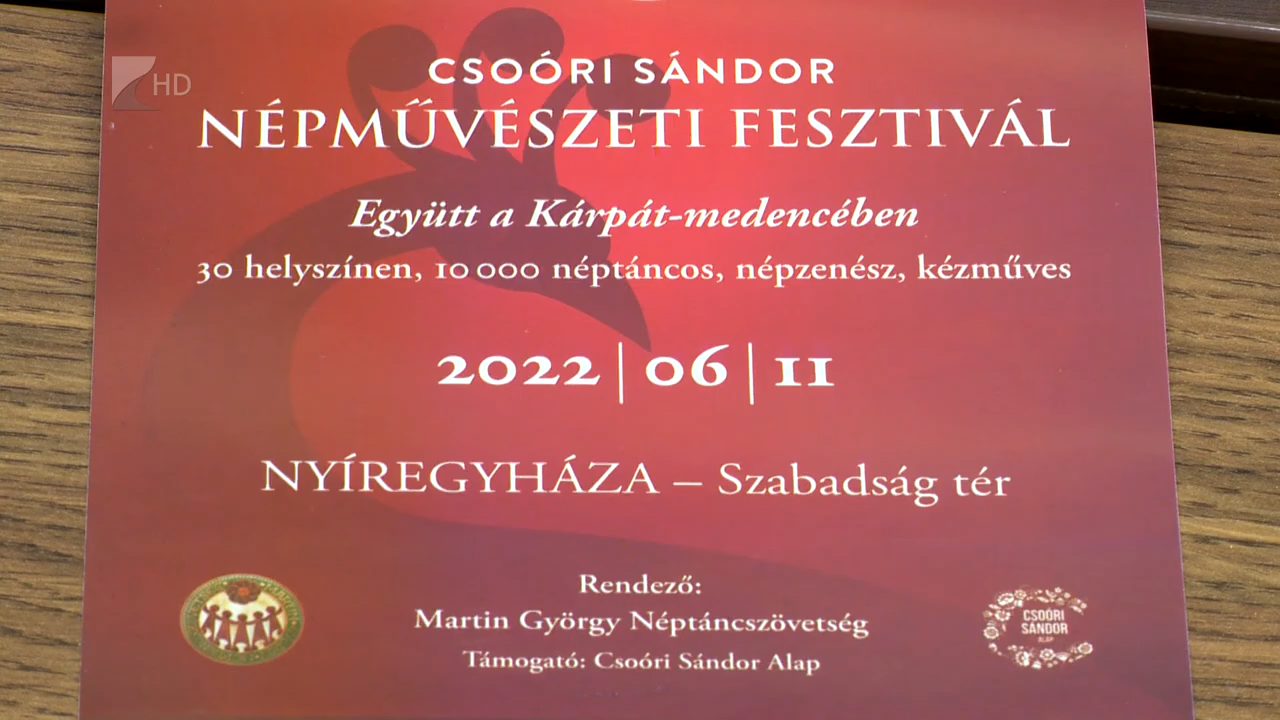 HD
CSOÓRI SÁNDOR
NÉPMŰVÉSZETI FESZTIVÁL
Együtt a Kárpát-medencében
30 helyszínen, 10 000 néptáncos, népzenész, kézműves
2022 | 06 | 11
NYÍREGYHÁZA – Szabadság tér
Rendező:
Martin György Néptáncszövetség
Támogató: Csoóri Sándor Alap
CSOÓRI
SÁNDOR
ALAP